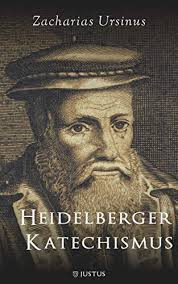 Zacharias Ursinus
HEIDELBERGER
KATECHISMUS
JUSTUS